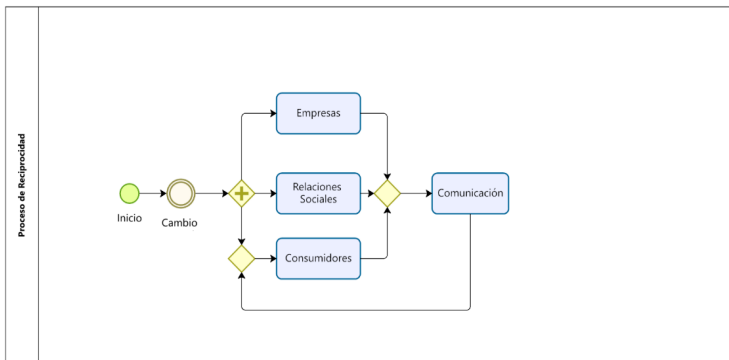 Proceso de Reciprocidad
Inicio
Cambio
Empresas
Relaciones
Sociales
Consumidores
Comunicación